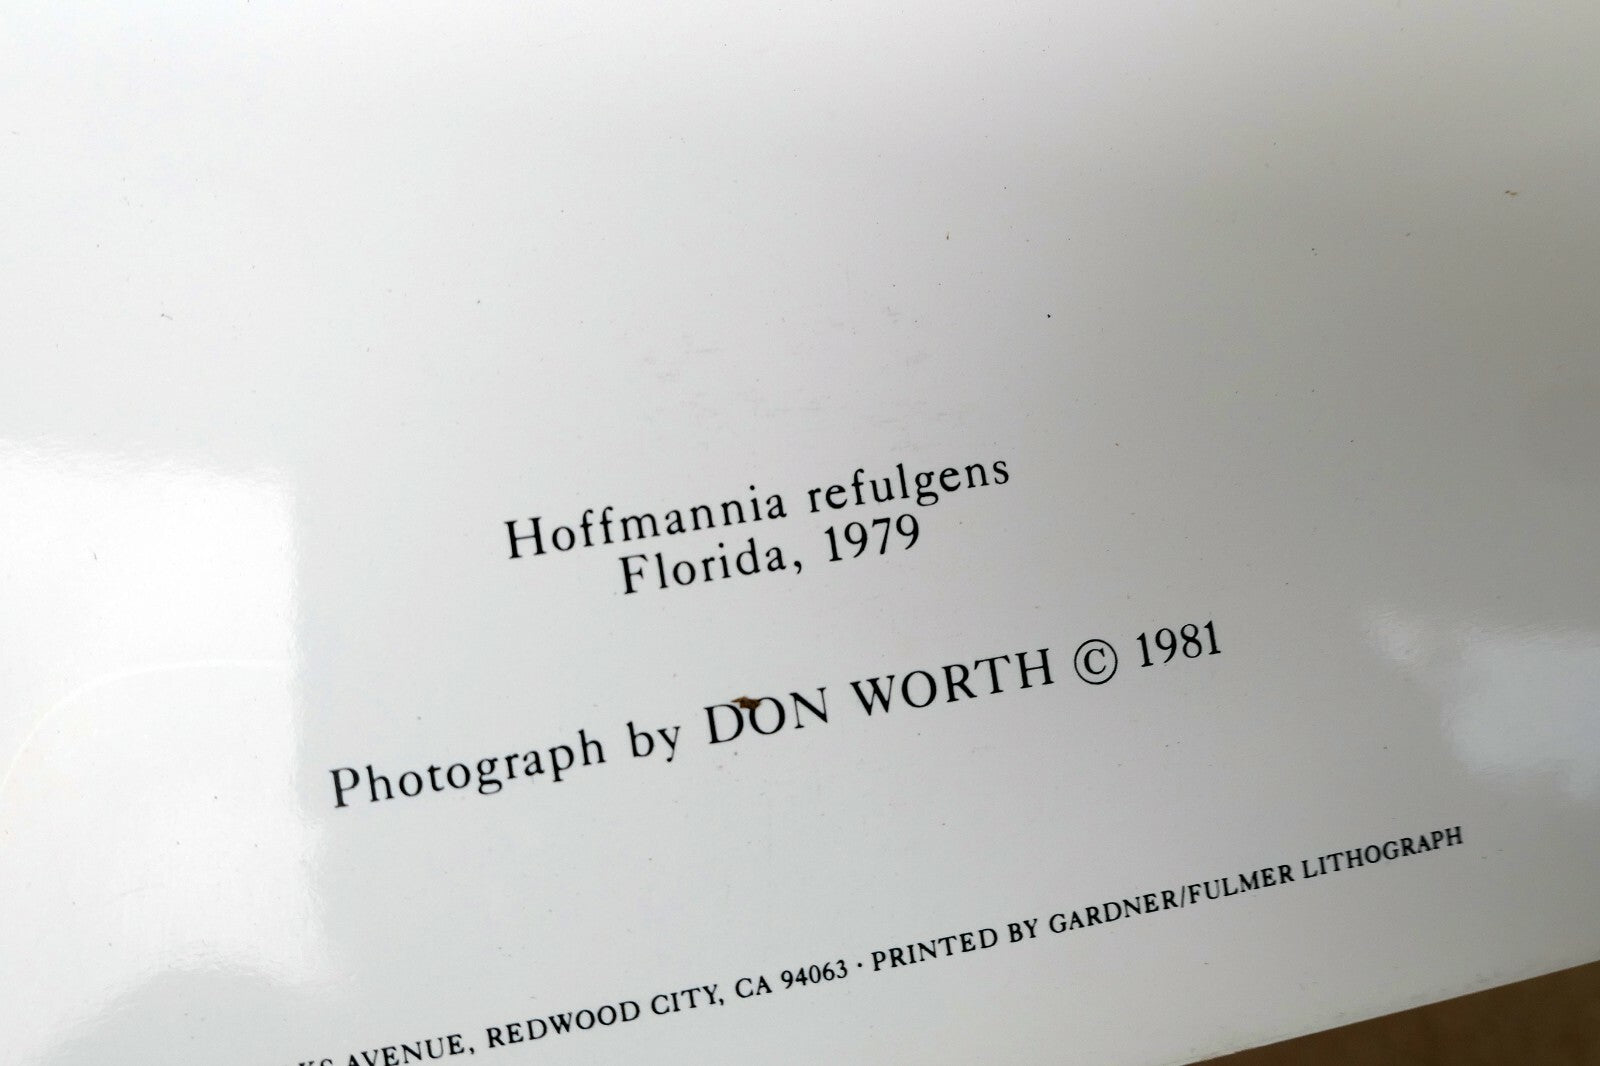 Hoffmannia refulgens
Florida, 1979
Photograph by DON WORTH © 1981
AVENUE, REDWOOD CITY, CA 94063 · PRINTED BY GARDNER/FULMER LITHOGRAPH